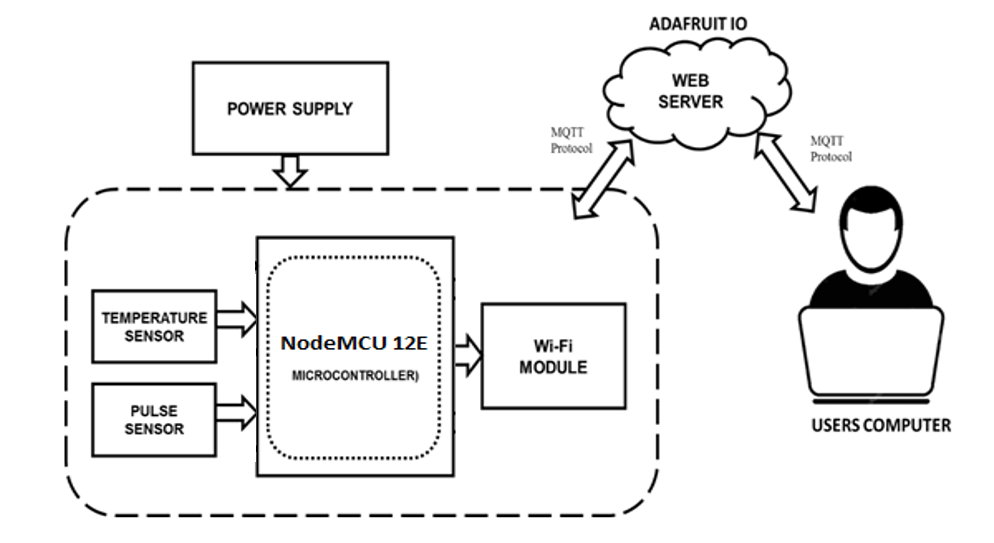 ADAFRUIT IO
WEB
SERVER
POWER SUPPLY
MQTT
Protocol
MQTT
Protocol
TEMPERATURE
SENSOR
NodeMCU 12E
MICROCONTROLLER)
Wi-Fi
MODULE
PULSE
SENSOR
USERS COMPUTER